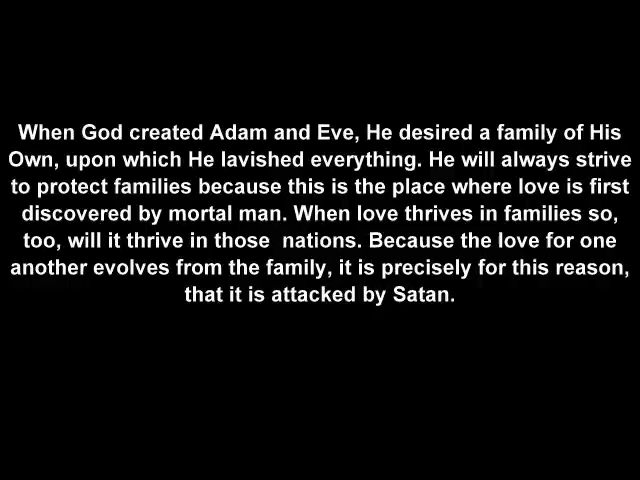 When God created Adam and Eve, He desired a family of His
Own, upon which He lavished everything. He will always strive
to protect families because this is the place where love is first
discovered by mortal man. When love thrives in families so,
too, will it thrive in those  nations. Because the love for one
another evolves from the family, it is precisely for this reason,
that it is attacked by Satan.